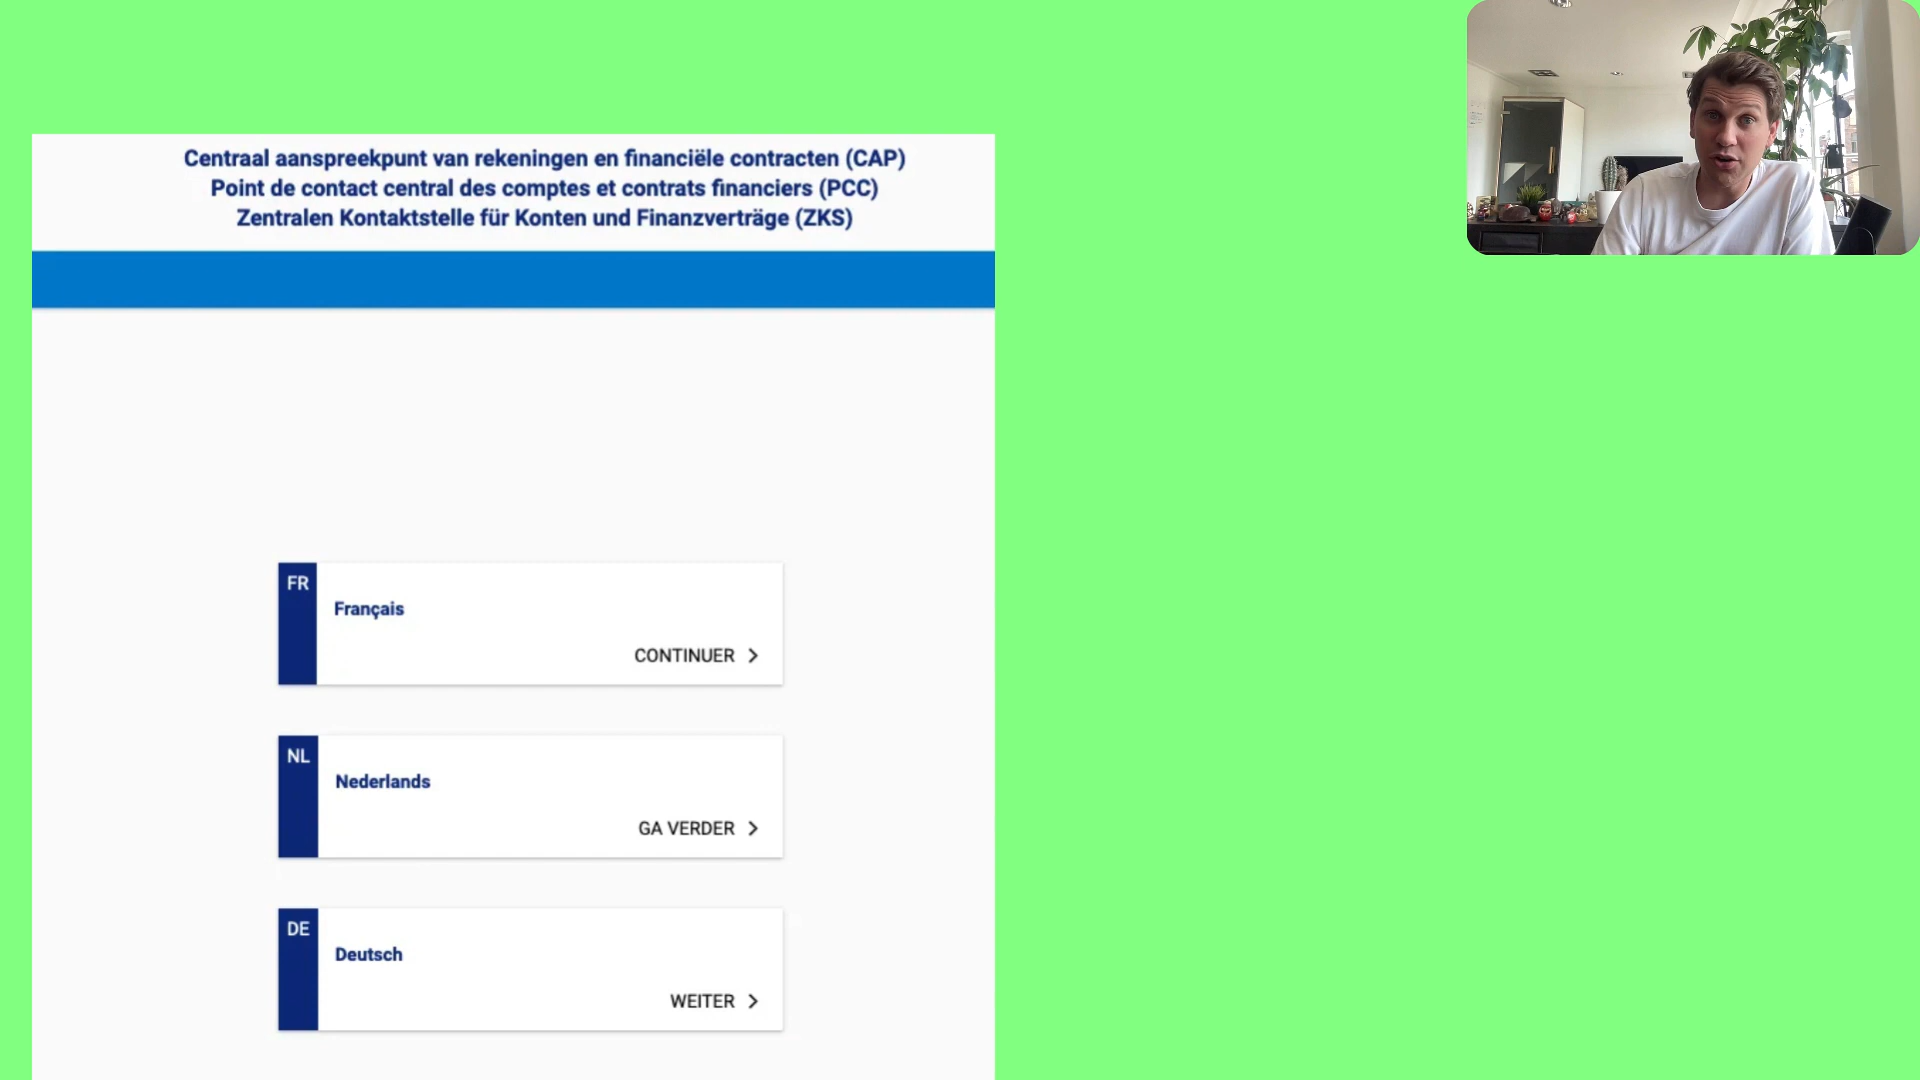 Centraal aanspreekpunt van rekeningen en financiële contracten (CAP)
Point de contact central des comptes et contrats financiers (PCC)
Zentralen Kontaktstelle für Konten und Finanzverträge (ZKS)
FR
Français
CONTINUER
NL
Nederlands
GA VERDER
DE
Deutsch
WEITER